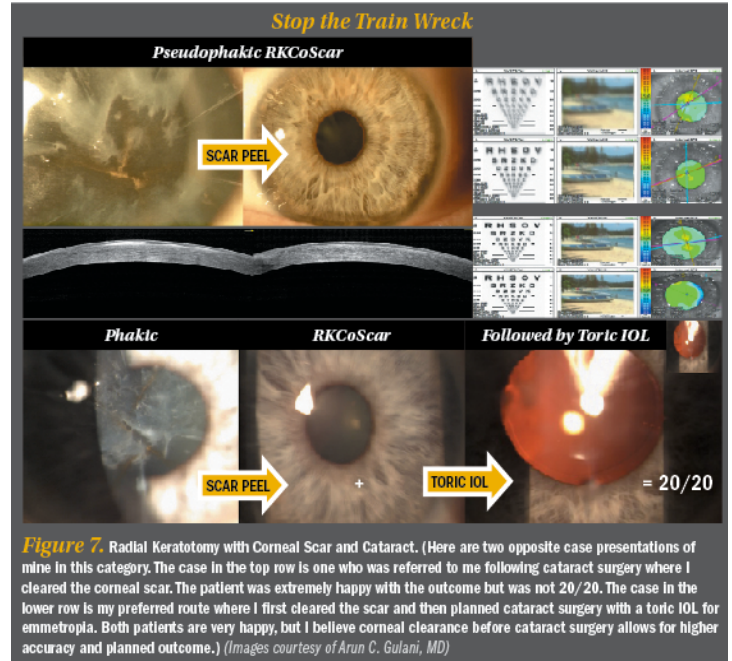 Stop the Train Wreck
Pseudophakic RKCoScar
SCAR PEEL
Phakic
RKCoScar
Followed by Toric IOL
SCAR PEEL
+
TORIC IOL
= 20/20
Figure 7. Radial Keratotomy with Corneal Scar and Cataract. (Here are two opposite case presentations of
mine in this category. The case in the top row is one who was referred to me following cataract surgery where I
cleared the corneal scar. The patient was extremely happy with the outcome but was not 20/20. The case in the
lower row is my preferred route where I first cleared the scar and then planned cataract surgery with a toric IOL for
emmetropia. Both patients are very happy, but I believe corneal clearance before cataract surgery allows for higher
accuracy and planned outcome.) (Images courtesy of Arun C. Gulani, MD)